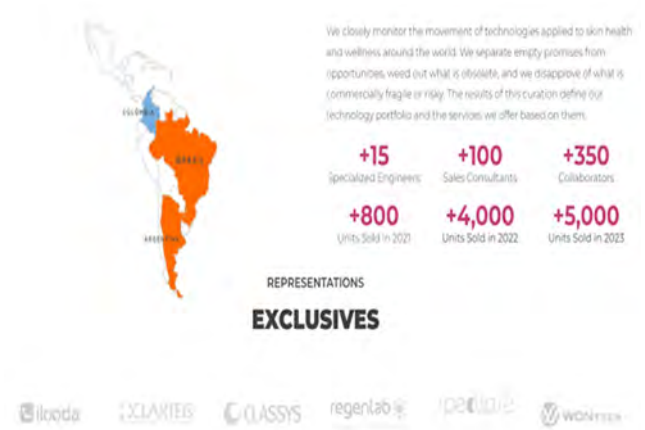 We closely monitor the movement of technologies applied to skin health
and wellness around the world. We separate empty promises from
opportunities, weed out what is obsolete, and we disapprove of what is
commercially fragile or risky. The results of this curation define our
technology portfolio and the services we offer based on them.
+15 +100 +350
Specialized Engineers Sales Consultants Collaborators
+800 +4,000 +5,000
Units Sold in 2021 Units Sold in 2022 Units Sold in 2023
COLOMBIA
BRASIL
ARGENTINA
REPRESENTATIONS
EXCLUSIVES
ilooda CLASSYS regenlab WONTECH